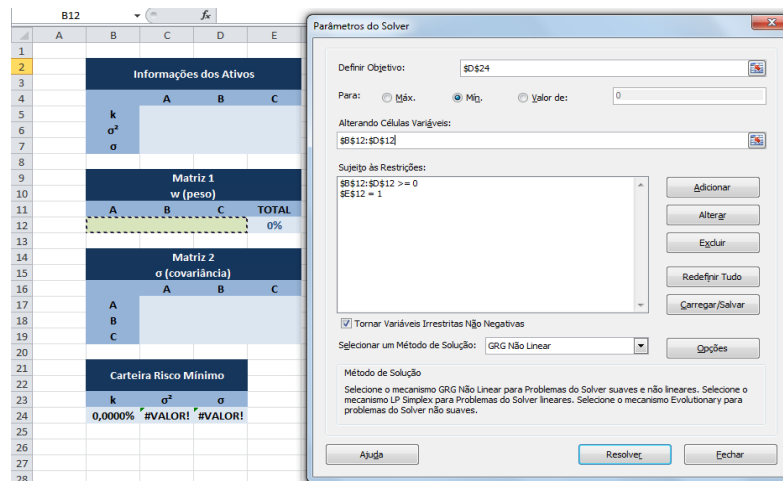 B12
fx
A B C D E
1
2
Informações dos Ativos
3
4 A B C
5 k
6 σ²
7 σ
8
9 Matriz 1
10 w (peso)
11 A B C TOTAL
12 0%
13
14 Matriz 2
15 σ (covariância)
16 A B C
17 A
18 B
19 C
20
21
Carteira Risco Mínimo
22
23 k σ² σ
24 0,0000% #VALOR! #VALOR!
25
26
27
28
Parâmetros do Solver
Definir Objetivo: $D$24
Para: Máx. Mín. Valor de: 0
Alterando Células Variáveis:
$B$12:$D$12
Sujeito às Restrições:
$B$12:$D$12 >= 0
$E$12 = 1
Adicionar
Alterar
Excluir
Redefinir Tudo
Carregar/Salvar
Tornar Variáveis Irrestritas Não Negativas
Selecionar um Método de Solução: GRG Não Linear
Opções
Método de Solução
Selecione o mecanismo GRG Não Linear para Problemas do Solver suaves e não lineares. Selecione o
mecanismo LP Simplex para Problemas do Solver lineares. Selecione o mecanismo Evolutionary para
problemas do Solver não suaves.
Ajuda
Resolver
Fechar